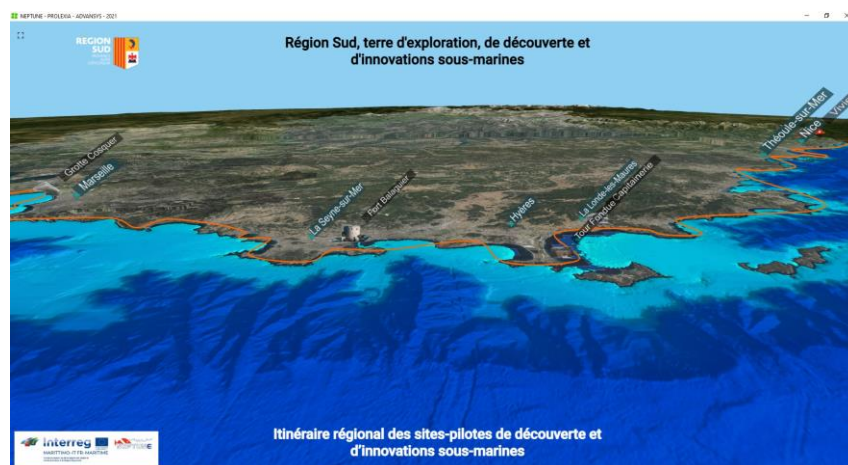 NEPTUNE - PROLEXIA - ADVANSYS - 2021
REGION
SUD
Région Sud, terre d'exploration, de découverte et
d'innovations sous-marines
Grotte Cosquer
Marseille
La Seyne-sur-Mer
Fort Balaguier
Hyères
La Londe-les-Maures
Tour Fondue Capitainerie
Théoule-sur-Mer
Nice
Interreg
MARITTIMO-IT FR-MARITIME
Itinéraire régional des sites-pilotes de découverte et
d'innovations sous-marines